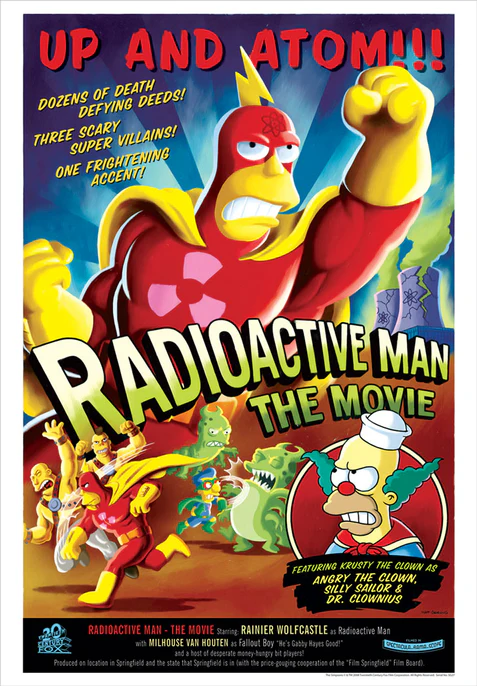 UP AND ATOM!!!
DOZENS OF DEATH
DEFYING DEEDS!
THREE SCARY
SUPER VILLAINS!
ONE FRIGHTENING
ACCENT!
RADIOACTIVE MAN
THE MOVIE
FEATURING KRUSTY THE CLOWN AS
ANGRY THE CLOWN,
SILLY SAILOR &
DR. CLOWNIUS
20th
CENTURY
FOX
RADIOACTIVE MAN - THE MOVIE Starring: RAINIER WOLFCASTLE as Radioactive Man
with MILHOUSE VAN HOUTEN as Fallout Boy "He's Gabby Hayes Good!"
and a host of desperate money-hungry bit players!
Produced on location in Springfield and the state that Springfield is in (with the price-gouging cooperation of the "Film Springfield" Film Board).
FILMED IN